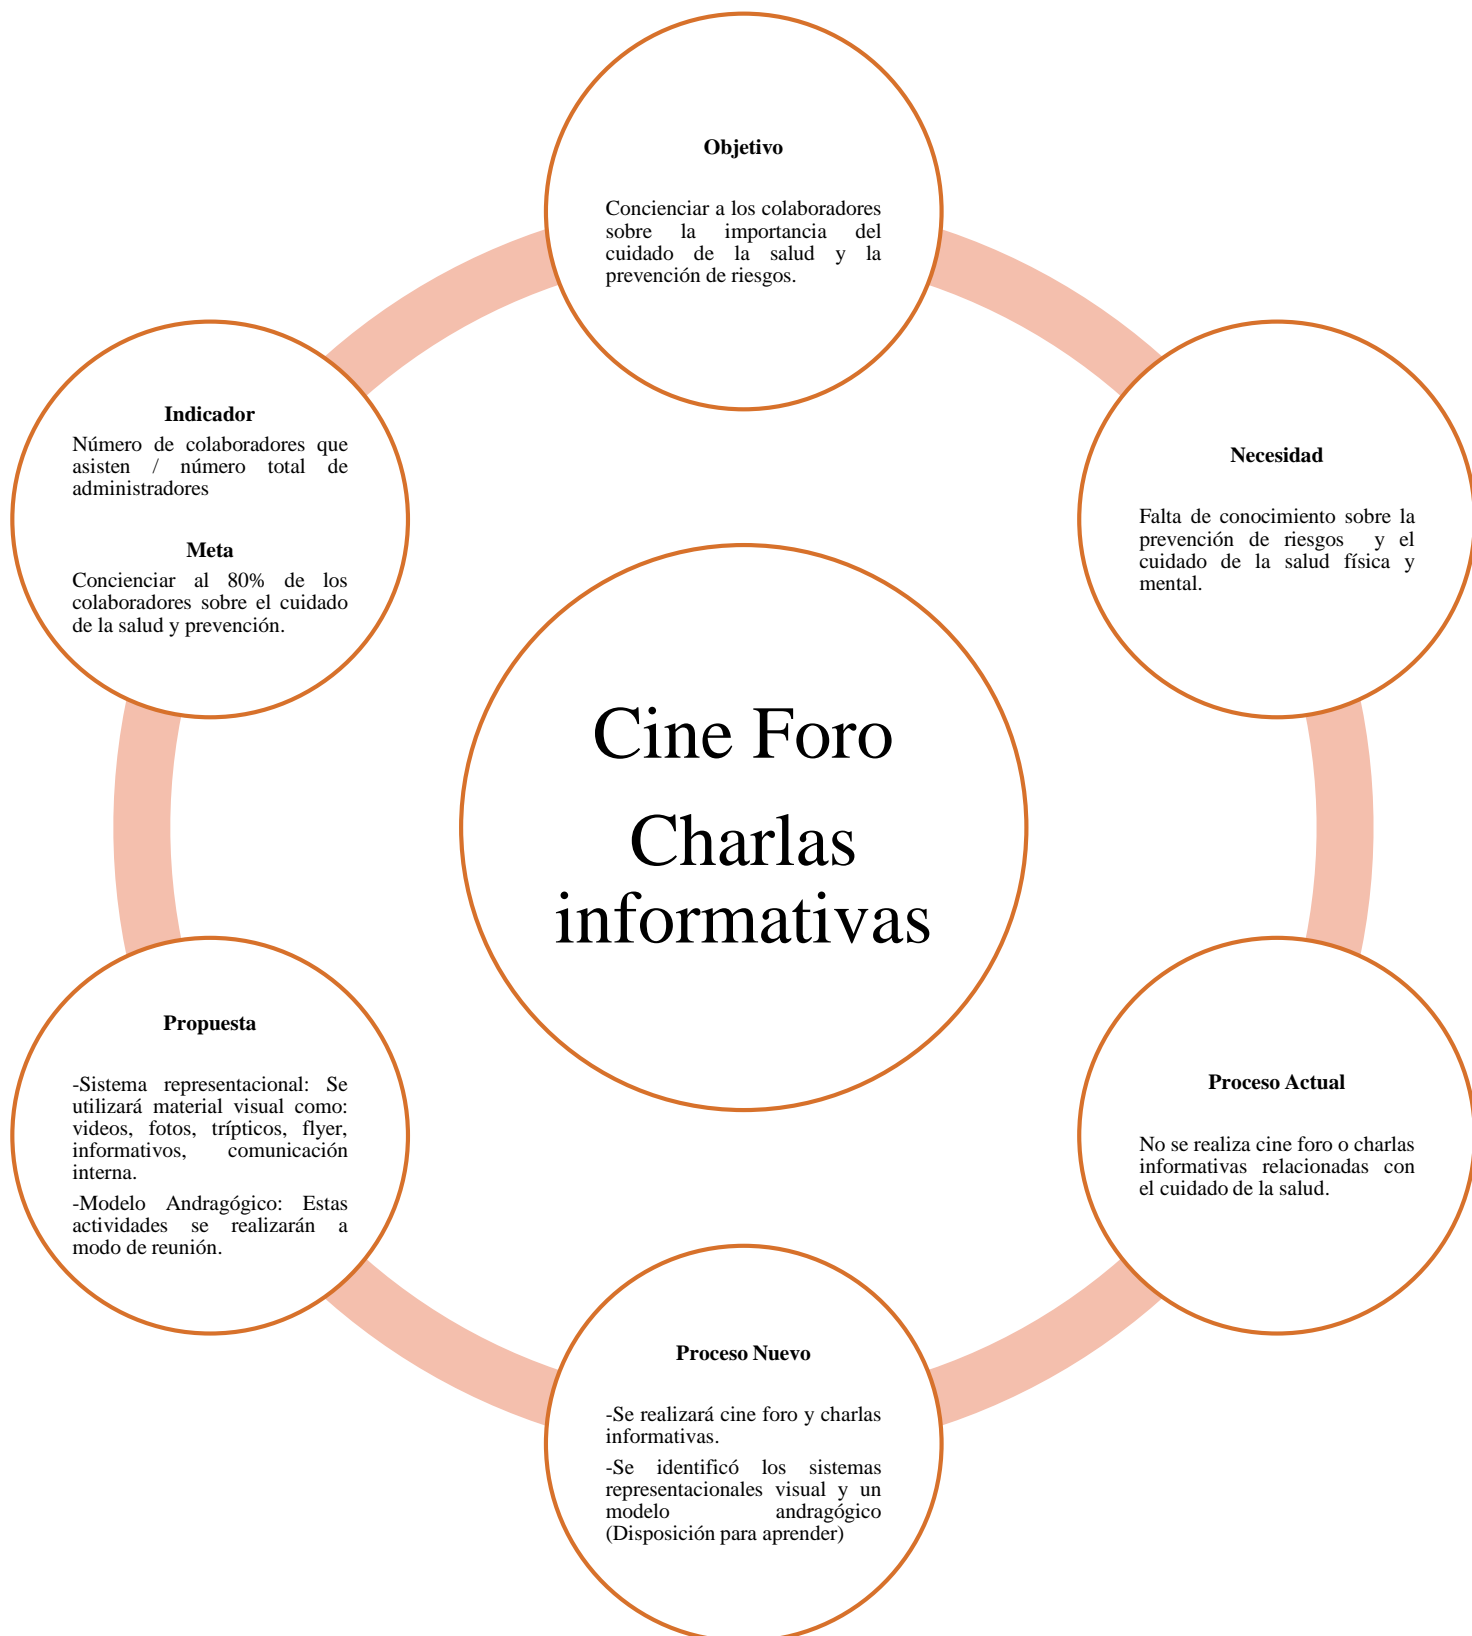 Objetivo
Concienciar a los colaboradores
sobre la importancia del
cuidado de la salud y la
prevención de riesgos.
Necesidad
Falta de conocimiento sobre la
prevención de riesgos y el
cuidado de la salud física y
mental.
Proceso Actual
No se realiza cine foro o charlas
informativas relacionadas con
el cuidado de la salud.
Proceso Nuevo
-Se realizará cine foro y charlas
informativas.
-Se identificó los sistemas
representacionales visual y un
modelo andragógico
(Disposición para aprender)
Propuesta
-Sistema representacional: Se
utilizará material visual como:
videos, fotos, trípticos, flyer,
informativos, comunicación
interna.
-Modelo Andragógico: Estas
actividades se realizarán a
modo de reunión.
Indicador
Número de colaboradores que
asisten / número total de
administradores
Meta
Concienciar al 80% de los
colaboradores sobre el cuidado
de la salud y prevención.
Cine Foro
Charlas
informativas